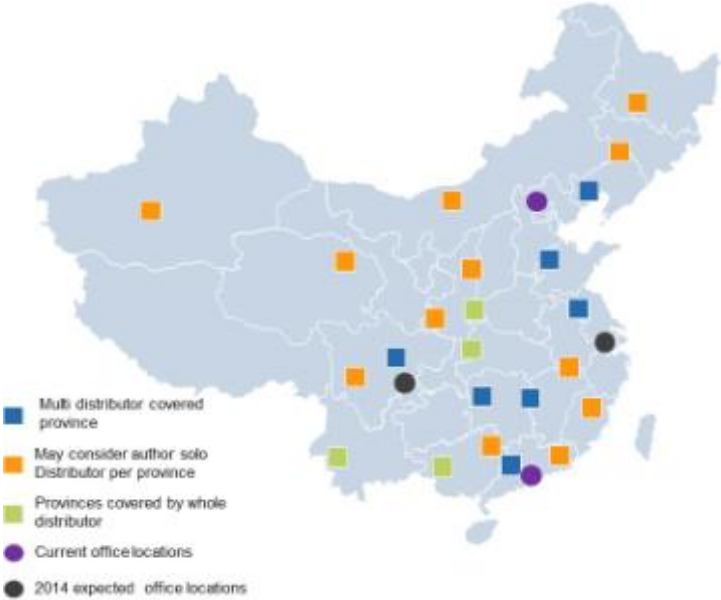 Multi distributor covered
province
May consider author solo
Distributor per province
Provinces covered by whole
distributor
Current office locations
2014 expected office locations